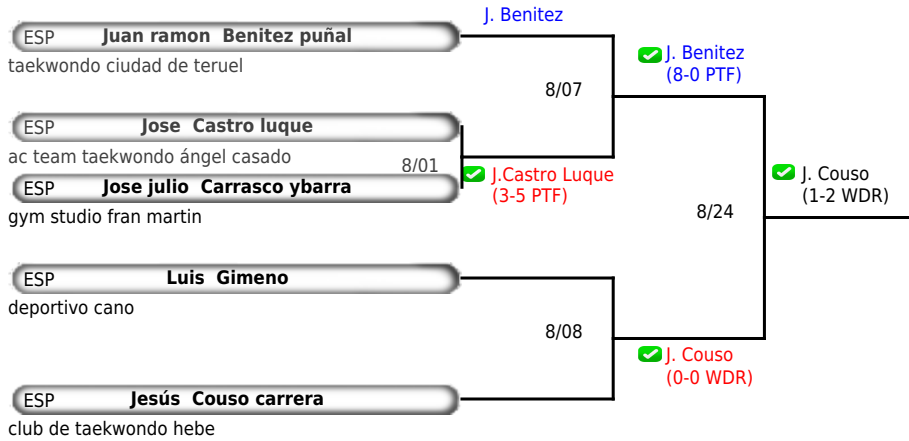 J. Benitez
ESP Juan ramon Benitez puñal
taekwondo ciudad de teruel
J. Benitez
(8-0 PTF)
8/07
ESP Jose Castro luque
ac team taekwondo ángel casado
8/01
J.Castro Luque
(3-5 PTF)
ESP Jose julio Carrasco ybarra
gym studio fran martin
J. Couso
(1-2 WDR)
8/24
ESP Luis Gimeno
deportivo cano
8/08
J. Couso
(0-0 WDR)
ESP Jesús Couso carrera
club de taekwondo hebe